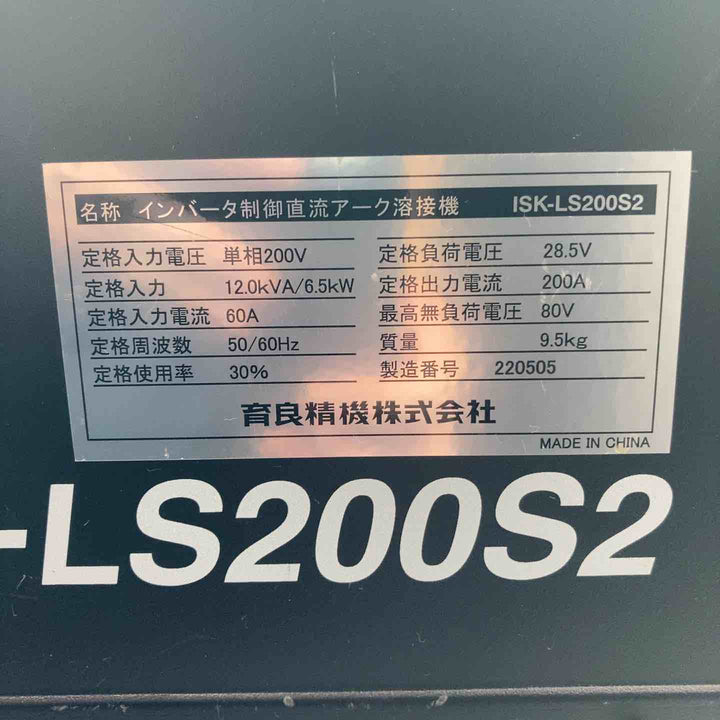 名称 インバータ制御直流アーク溶接機 ISK-LS200S2
定格入力電圧 単相200V
定格入力 12.0kVA/6.5kW
定格入力電流 60A
定格周波数 50/60Hz
定格使用率 30%
定格負荷電圧 28.5V
定格出力電流 200A
最高無負荷電圧 80V
質量 9.5kg
製造番号 220505
育良精機株式会社
MADE IN CHINA
-LS200S2